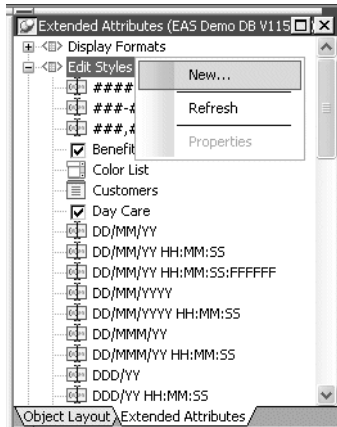 Extended Attributes (EAS Demo DB V115
Display Formats
Edit Styles
New...
Refresh
Properties
####
###-#
###,#
Benefit
Color List
Customers
Day Care
DD/MM/YY
DD/MM/YY HH:MM:SS
DD/MM/YY HH:MM:SS:FFFFFF
DD/MM/YYYY
DD/MM/YYYY HH:MM:SS
DD/MMM/YY
DD/MMM/YY HH:MM:SS
DDD/YY
DDD/YY HH:MM:SS
Object Layout Extended Attributes